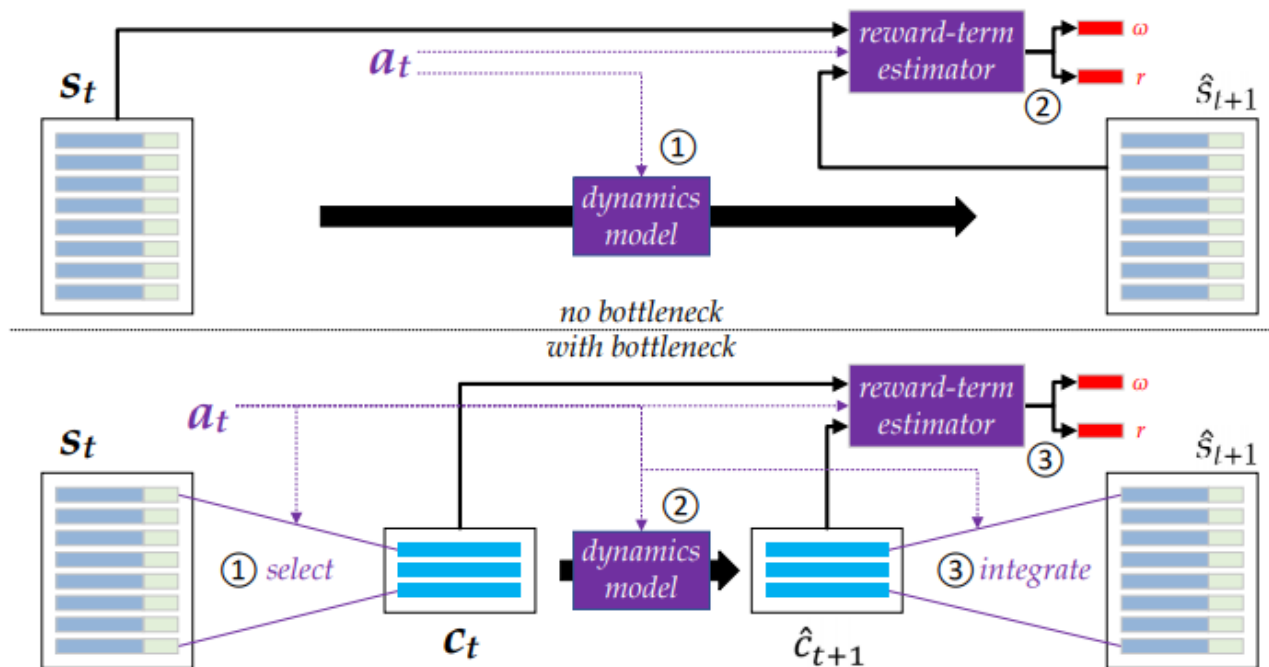 reward-term
estimator
ω
r
②
a_t
s_t
ŝ_{t+1}
①
dynamics
model
no bottleneck
with bottleneck
reward-term
estimator
ω
r
③
a_t
s_t
ŝ_{t+1}
① select
②
dynamics
model
③ integrate
c_t
ĉ_{t+1}